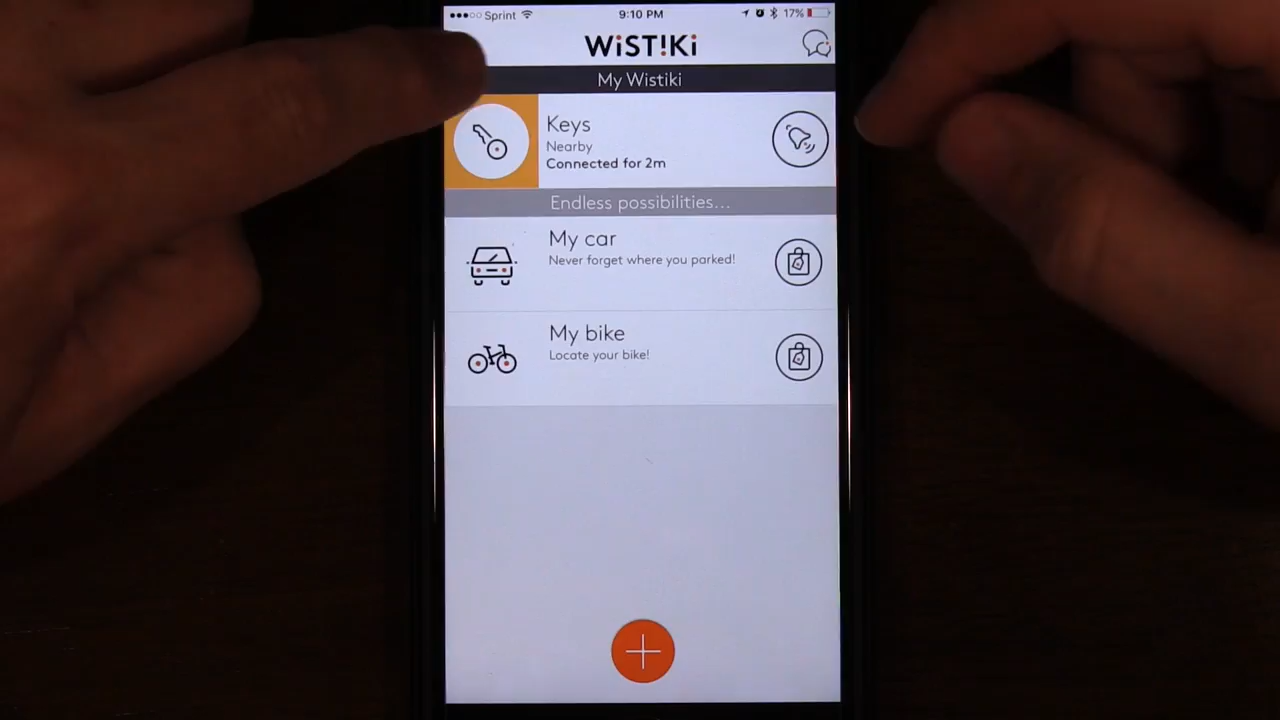 Sprint 9:10 PM 17%
WiST!Ki
My Wistiki
Keys
Nearby
Connected for 2m
Endless possibilities...
My car
Never forget where you parked!
My bike
Locate your bike!